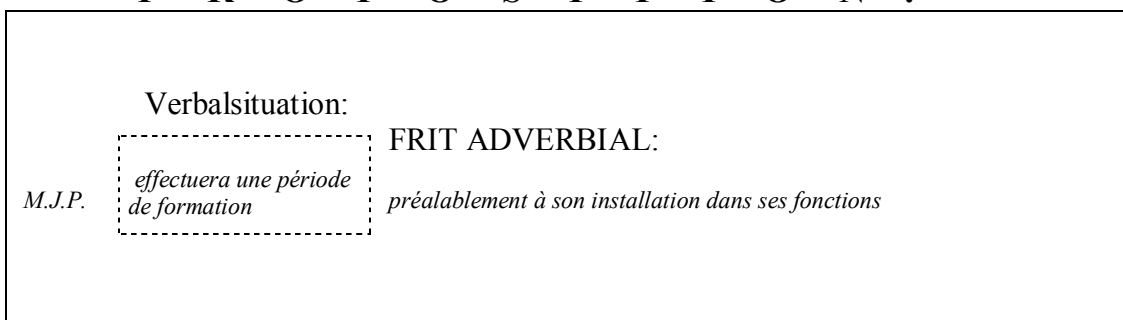 Verbalsituation:
FRIT ADVERBIAL:
effectuera une période
M.J.P. de formation préalablement à son installation dans ses fonctions